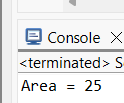 Console
<terminated> S
Area = 25